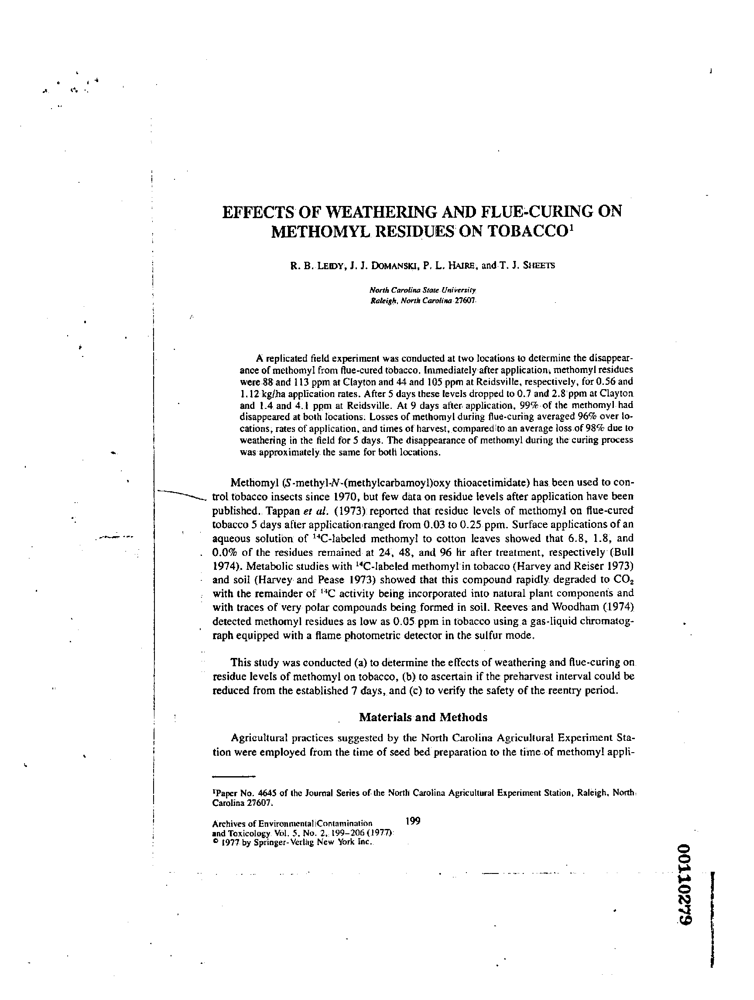 EFFECTS OF WEATHERING AND FLUE-CURING ON
METHOMYL RESIDUES ON TOBACCO¹
R. B. LEIDY, J. J. DOMANSKI, P. L. HAIRE, and T. J. SHEETS
North Carolina State University
Raleigh, North Carolina 27607
A replicated field experiment was conducted at two locations to determine the disappear-
ance of methomyl from flue-cured tobacco. Immediately after application, methomyl residues
were 88 and 113 ppm at Clayton and 44 and 105 ppm at Reidsville, respectively, for 0.56 and
1.12 kg/ha application rates. After 5 days these levels dropped to 0.7 and 2.8 ppm at Clayton
and 1.4 and 4.1 ppm at Reidsville. At 9 days after application, 99% of the methomyl had
disappeared at both locations. Losses of methomyl during flue-curing averaged 96% over lo-
cations, rates of application, and times of harvest, compared to an average loss of 98% due to
weathering in the field for 5 days. The disappearance of methomyl during the curing process
was approximately the same for both locations.
Methomyl (S-methyl-N-(methylcarbamoyl)oxy thioacetimidate) has been used to con-
trol tobacco insects since 1970, but few data on residue levels after application have been
published. Tappan et al. (1973) reported that residue levels of methomyl on flue-cured
tobacco 5 days after application ranged from 0.03 to 0.25 ppm. Surface applications of an
aqueous solution of ¹⁴C-labeled methomyl to cotton leaves showed that 6.8, 1.8, and
0.0% of the residues remained at 24, 48, and 96 hr after treatment, respectively (Bull
1974). Metabolic studies with ¹⁴C-labeled methomyl in tobacco (Harvey and Reiser 1973)
and soil (Harvey and Pease 1973) showed that this compound rapidly degraded to CO₂
with the remainder of ¹⁴C activity being incorporated into natural plant components and
with traces of very polar compounds being formed in soil. Reeves and Woodham (1974)
detected methomyl residues as low as 0.05 ppm in tobacco using a gas-liquid chromatog-
raph equipped with a flame photometric detector in the sulfur mode.
This study was conducted (a) to determine the effects of weathering and flue-curing on
residue levels of methomyl on tobacco, (b) to ascertain if the preharvest interval could be
reduced from the established 7 days, and (c) to verify the safety of the reentry period.
Materials and Methods
Agricultural practices suggested by the North Carolina Agricultural Experiment Sta-
tion were employed from the time of seed bed preparation to the time of methomyl appli-
¹Paper No. 4645 of the Journal Series of the North Carolina Agricultural Experiment Station, Raleigh, North
Carolina 27607.
Archives of Environmental Contamination
and Toxicology Vol. 5, No. 2, 199–206 (1977)
© 1977 by Springer-Verlag New York Inc.
199
00110279